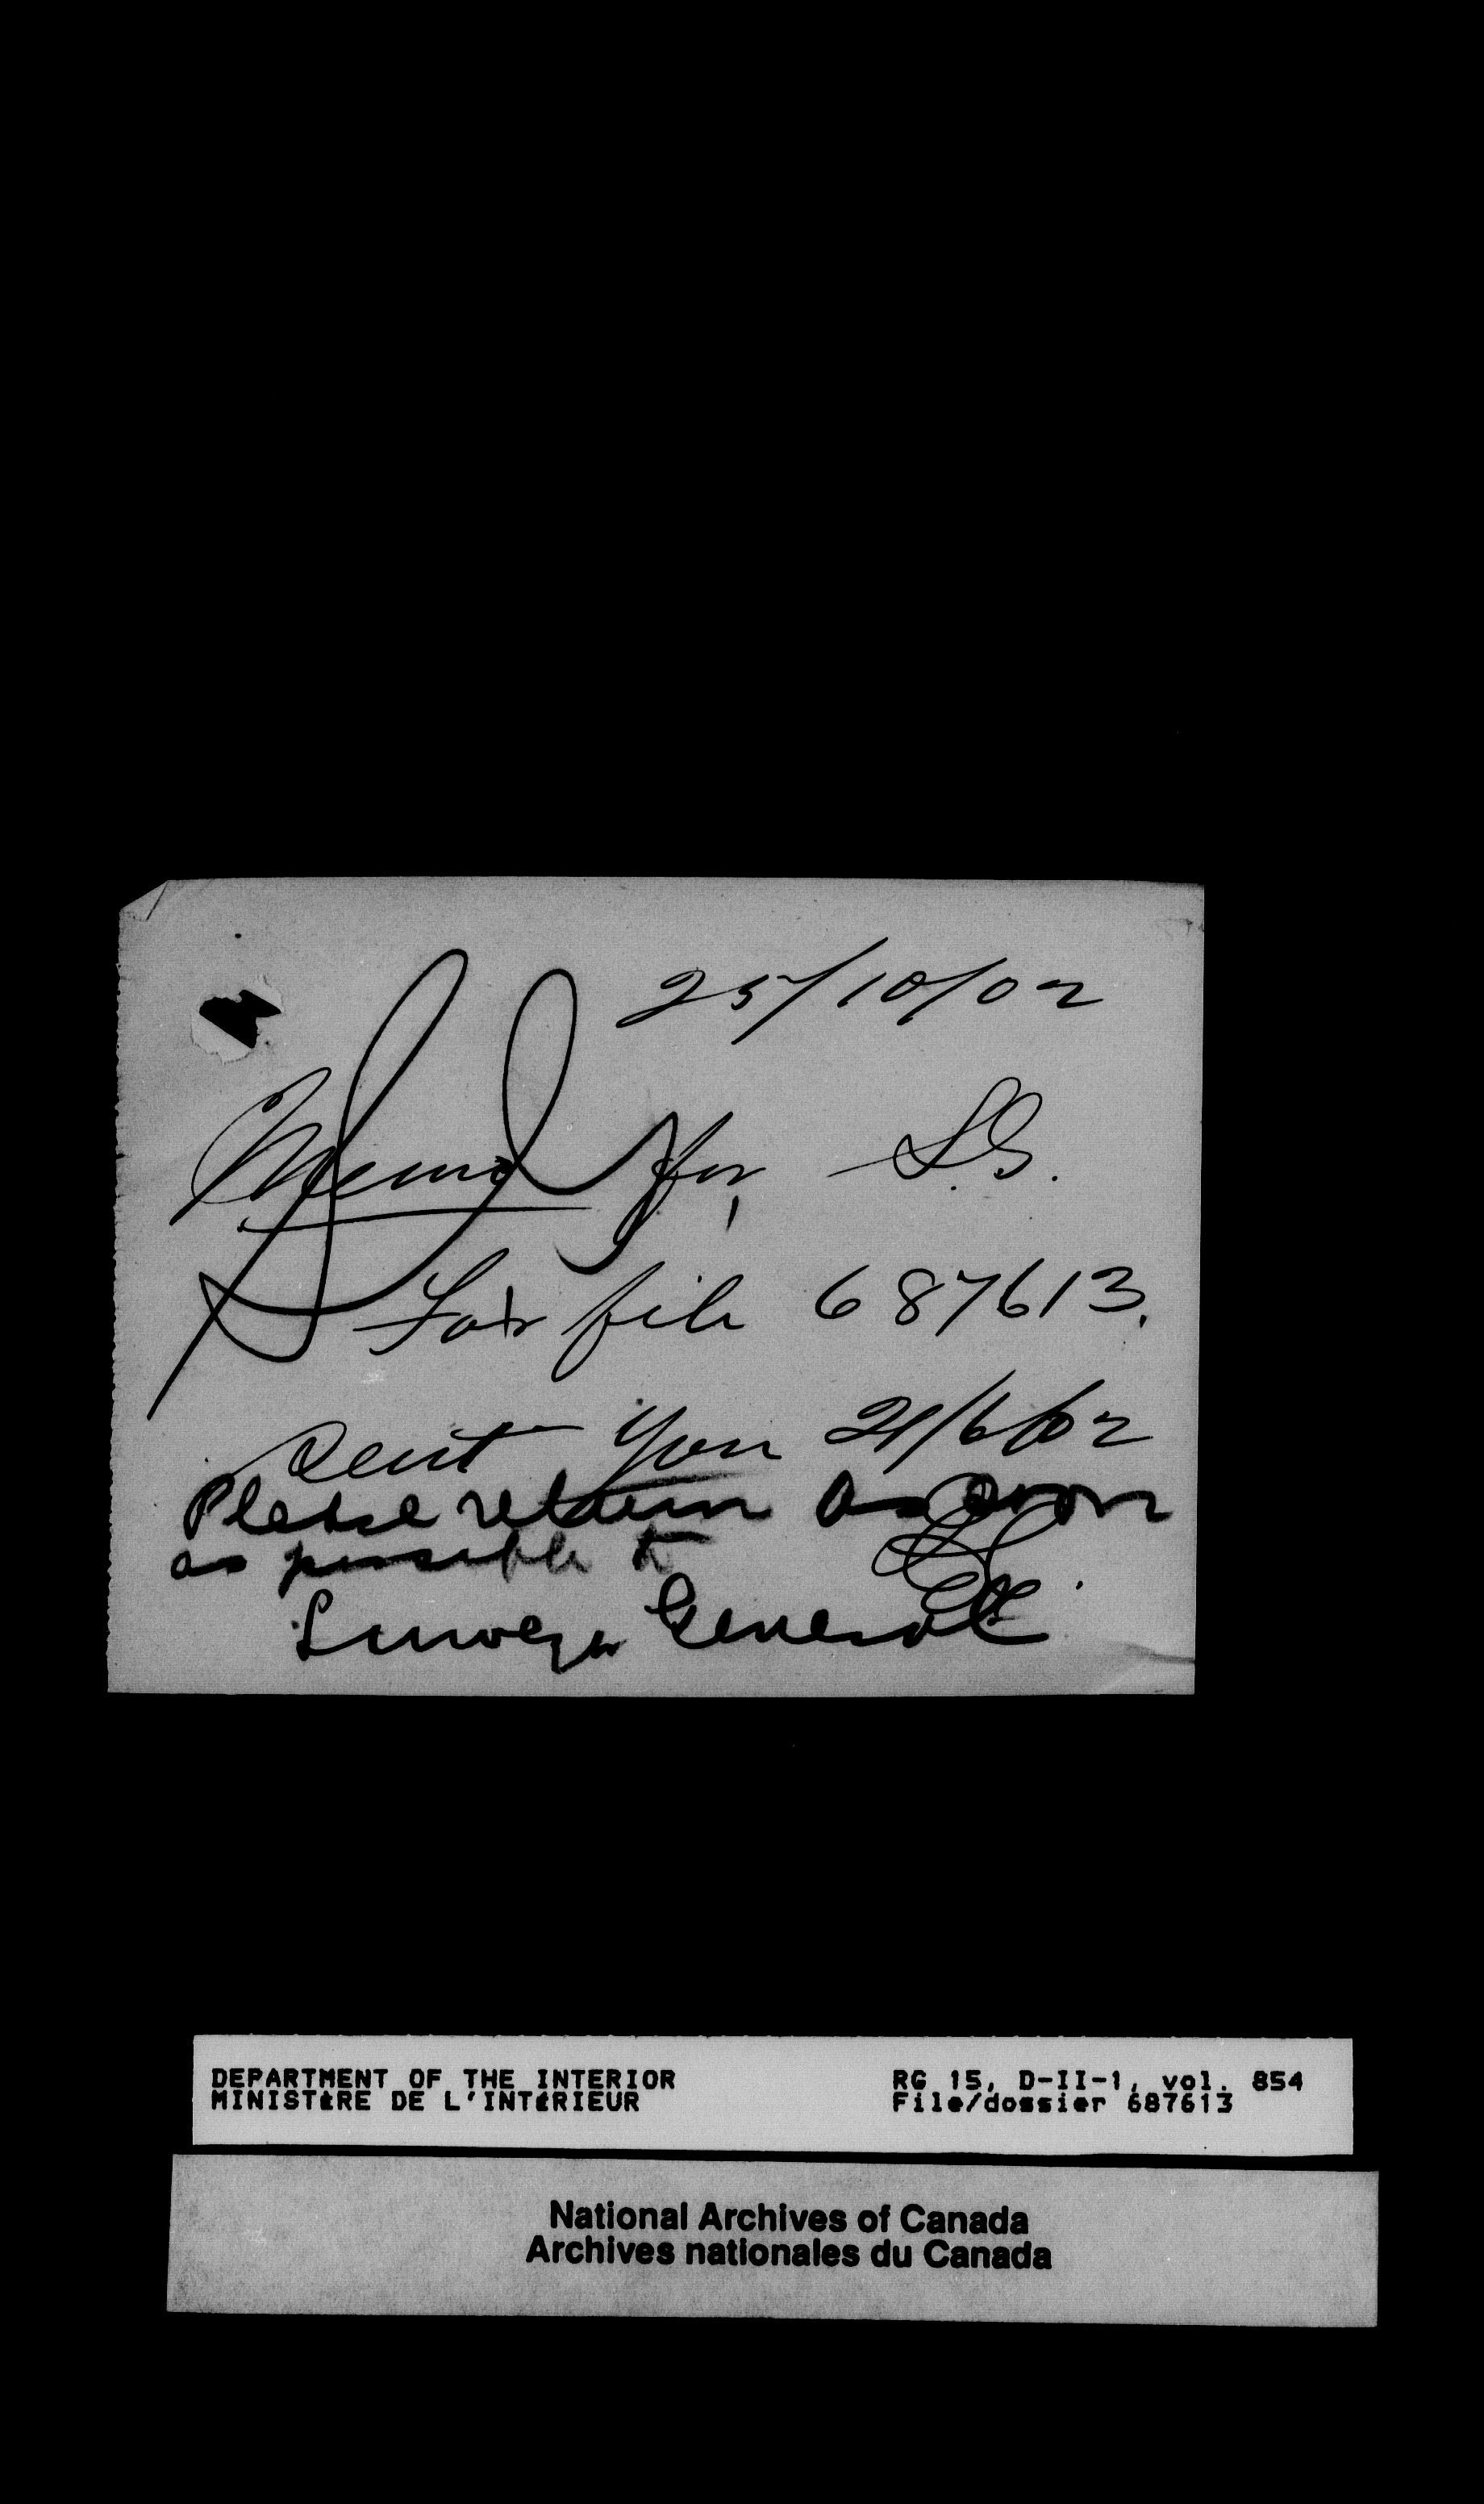 25/10/02
Memo for S.G.
For file 687613.
Sent you 21/6/02
Please return as soon
as possible to
Surveyor General
DEPARTMENT OF THE INTERIOR RG 15, D-II-1, vol. 854
MINISTÈRE DE L'INTÉRIEUR File/dossier 687613
National Archives of Canada
Archives nationales du Canada